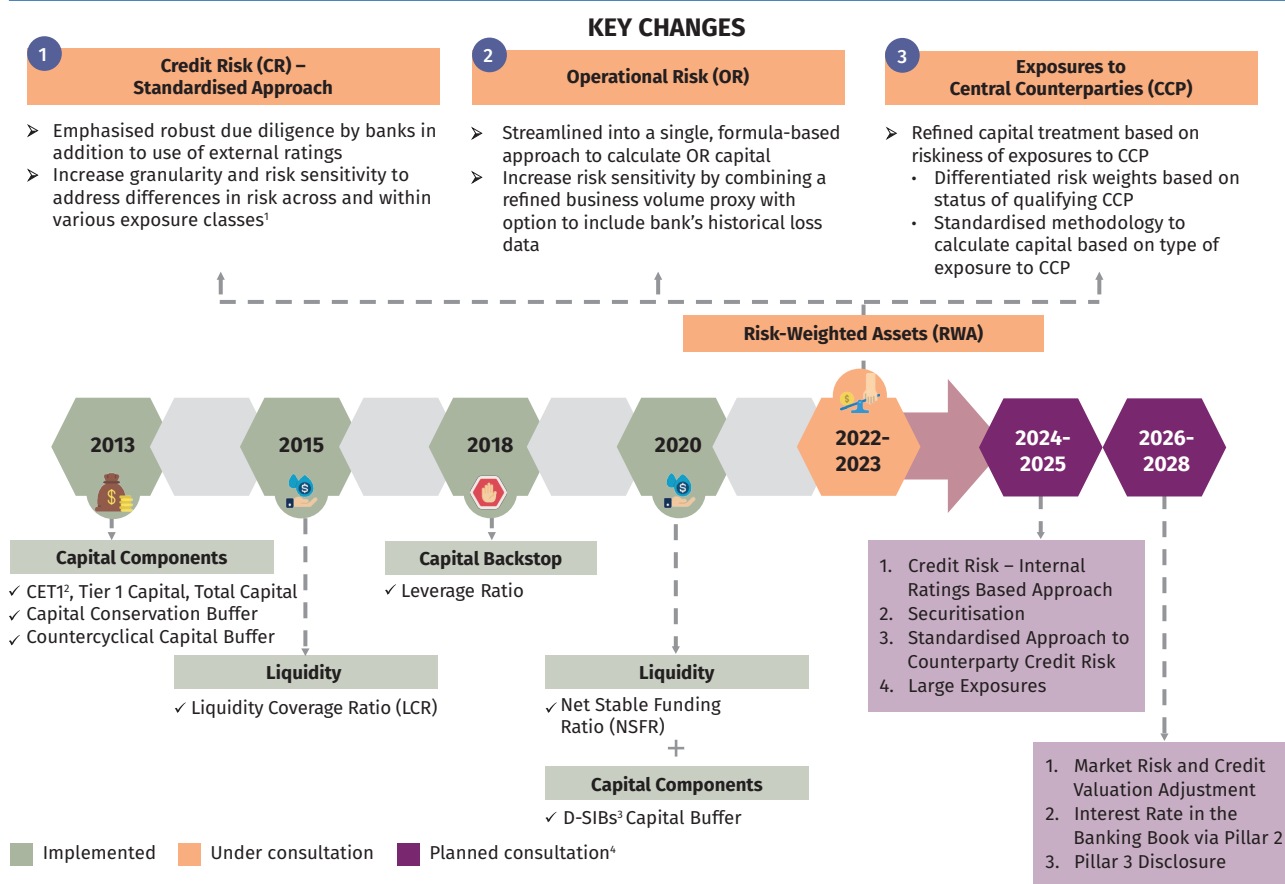 KEY CHANGES
1
Credit Risk (CR) –
Standardised Approach
➢ Emphasised robust due diligence by banks in
addition to use of external ratings
➢ Increase granularity and risk sensitivity to
address differences in risk across and within
various exposure classes¹
2
Operational Risk (OR)
➢ Streamlined into a single, formula-based
approach to calculate OR capital
➢ Increase risk sensitivity by combining a
refined business volume proxy with
option to include bank’s historical loss
data
3
Exposures to
Central Counterparties (CCP)
➢ Refined capital treatment based on
riskiness of exposures to CCP
• Differentiated risk weights based on
status of qualifying CCP
• Standardised methodology to
calculate capital based on type of
exposure to CCP
Risk-Weighted Assets (RWA)
2013
2015
2018
2020
2022-
2023
2024-
2025
2026-
2028
Capital Components
✓ CET1², Tier 1 Capital, Total Capital
✓ Capital Conservation Buffer
✓ Countercyclical Capital Buffer
Liquidity
✓ Liquidity Coverage Ratio (LCR)
Capital Backstop
✓ Leverage Ratio
Liquidity
✓ Net Stable Funding
Ratio (NSFR)
+
Capital Components
✓ D-SIBs³ Capital Buffer
1. Credit Risk – Internal
Ratings Based Approach
2. Securitisation
3. Standardised Approach to
Counterparty Credit Risk
4. Large Exposures
1. Market Risk and Credit
Valuation Adjustment
2. Interest Rate in the
Banking Book via Pillar 2
3. Pillar 3 Disclosure
Implemented
Under consultation
Planned consultation⁴